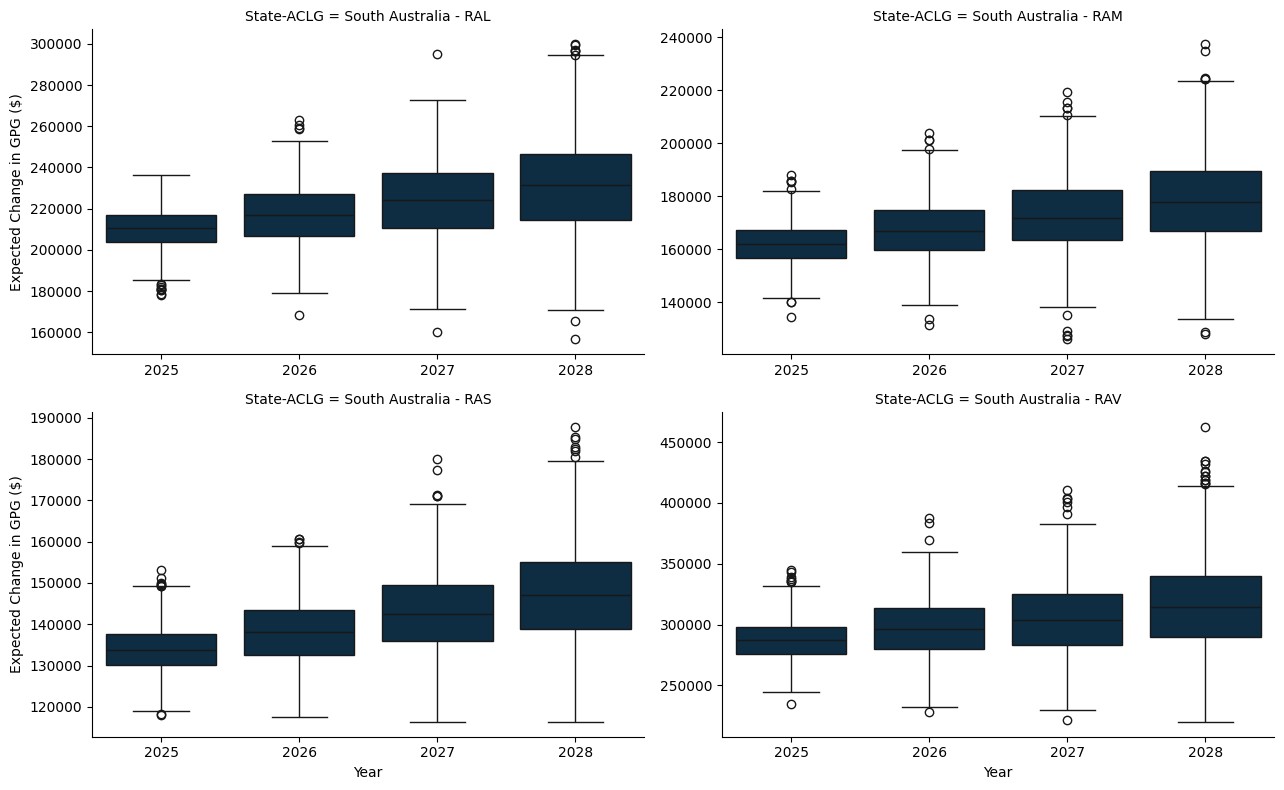 State-ACLG = South Australia - RAL
State-ACLG = South Australia - RAM
Expected Change in GPG ($)
300000
280000
260000
240000
220000
200000
180000
160000
2025 2026 2027 2028
240000
220000
200000
180000
160000
140000
2025 2026 2027 2028
State-ACLG = South Australia - RAS
State-ACLG = South Australia - RAV
Expected Change in GPG ($)
190000
180000
170000
160000
150000
140000
130000
120000
2025 2026 2027 2028
Year
450000
400000
350000
300000
250000
2025 2026 2027 2028
Year